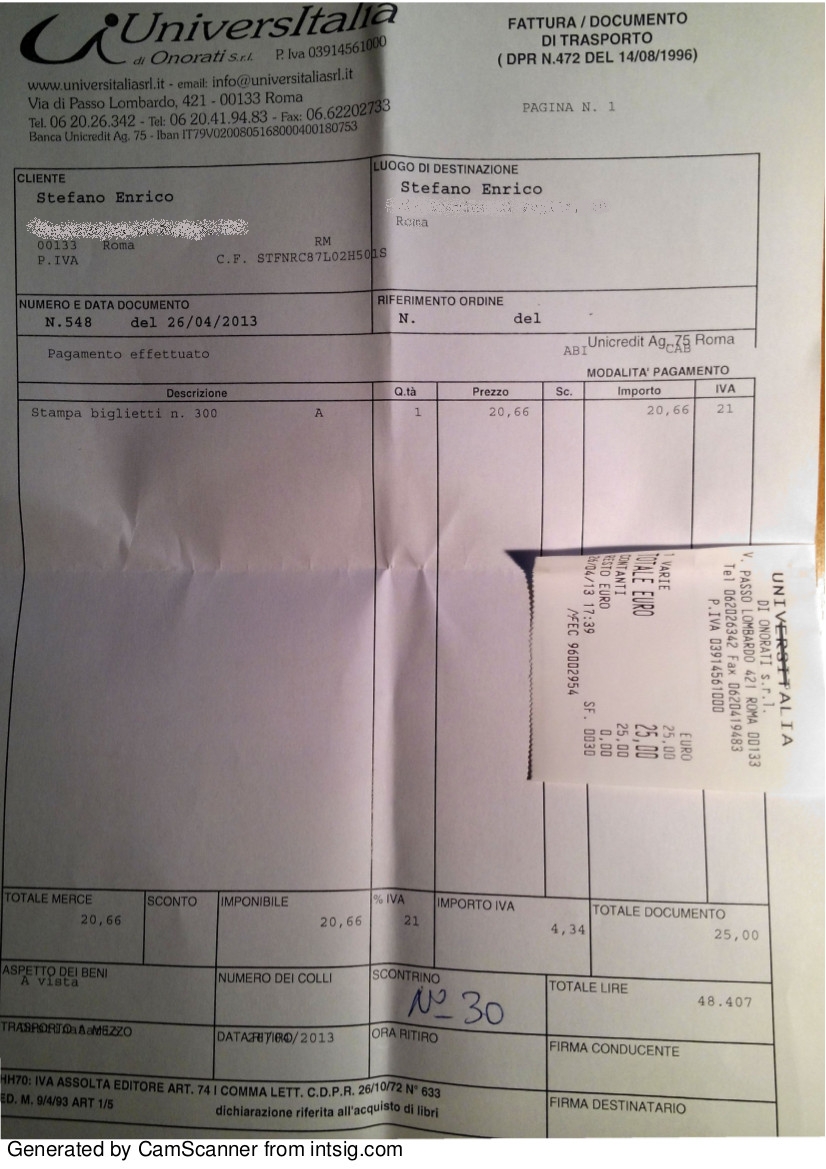 UniversItalia
di Onorati s.r.l. P. Iva 03914561000
www.universitaliasrl.it - email: info@universitaliasrl.it
Via di Passo Lombardo, 421 - 00133 Roma
Tel. 06 20.26.342 - Tel: 06 20.41.94.83 - Fax: 06.62202733
Banca Unicredit Ag. 75 - Iban IT79V0200805168000400180753
FATTURA / DOCUMENTO
DI TRASPORTO
( DPR N.472 DEL 14/08/1996)
PAGINA N. 1
CLIENTE
Stefano Enrico
00133 Roma RM
P.IVA C.F. STFNRC87L02H501S
LUOGO DI DESTINAZIONE
Stefano Enrico
Roma
NUMERO E DATA DOCUMENTO
N.548 del 26/04/2013
RIFERIMENTO ORDINE
N. del
Pagamento effettuato
ABI Unicredit Ag. 75 Roma
CAB
MODALITA' PAGAMENTO
Descrizione Q.tà Prezzo Sc. Importo IVA
Stampa biglietti n. 300 A 1 20,66 20,66 21
UNIVERSITALIA
DI ONORATI s.r.l.
V. PASSO LOMBARDO 421 ROMA 00133
Tel 062026342 Fax 0620419483
P.IVA 03914561000
EURO
1 VARIE 25,00
TOTALE EURO 25,00
CONTANTI 25,00
RESTO EURO 0,00
26/04/13 17:39 SF. 0030
MFEC 96002954
TOTALE MERCE SCONTO IMPONIBILE % IVA IMPORTO IVA TOTALE DOCUMENTO
20,66 20,66 21 4,34 25,00
ASPETTO DEI BENI NUMERO DEI COLLI SCONTRINO TOTALE LIRE
A vista N° 30 48.407
TRASPORTO A MEZZO DATA RITIRO ORA RITIRO FIRMA CONDUCENTE
HH70: IVA ASSOLTA EDITORE ART. 74 I COMMA LETT. C.D.P.R. 26/10/72 N° 633
ED. M. 9/4/93 ART 1/5 dichiarazione riferita all'acquisto di libri
FIRMA DESTINATARIO
Generated by CamScanner from intsig.com